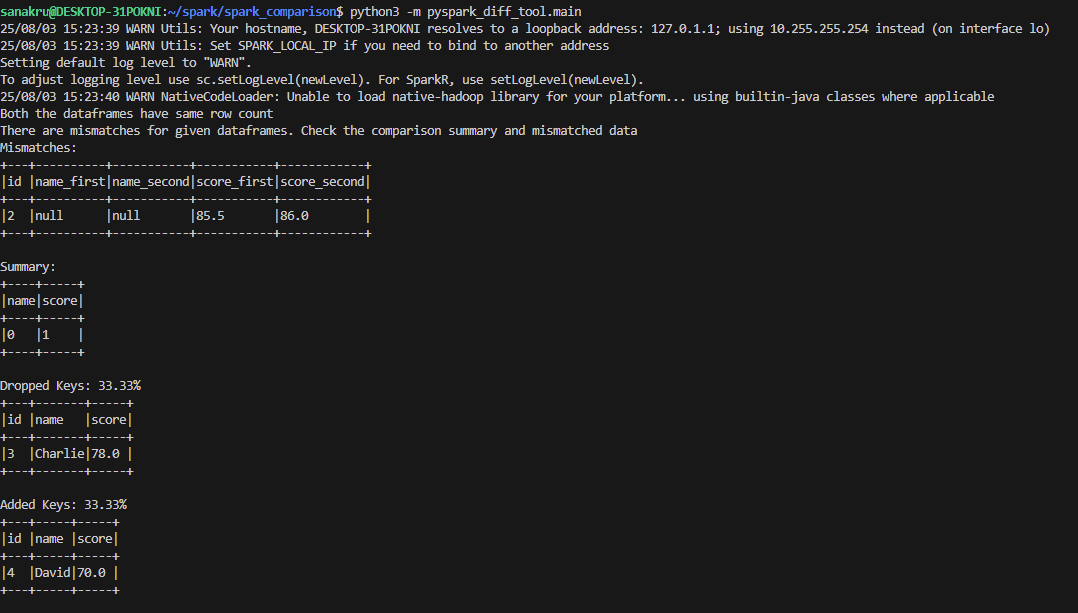 sanakru@DESKTOP-31POKNI:~/spark/spark_comparison$ python3 -m pyspark_diff_tool.main
25/08/03 15:23:39 WARN Utils: Your hostname, DESKTOP-31POKNI resolves to a loopback address: 127.0.1.1; using 10.255.255.254 instead (on interface lo)
25/08/03 15:23:39 WARN Utils: Set SPARK_LOCAL_IP if you need to bind to another address
Setting default log level to "WARN".
To adjust logging level use sc.setLogLevel(newLevel). For SparkR, use setLogLevel(newLevel).
25/08/03 15:23:40 WARN NativeCodeLoader: Unable to load native-hadoop library for your platform... using builtin-java classes where applicable
Both the dataframes have same row count
There are mismatches for given dataframes. Check the comparison summary and mismatched data
Mismatches:
+---+----------+-----------+-----------+------------+
|id |name_first|name_second|score_first|score_second|
+---+----------+-----------+-----------+------------+
|2  |null      |null       |85.5       |86.0        |
+---+----------+-----------+-----------+------------+

Summary:
+----+-----+
|name|score|
+----+-----+
|0   |1    |
+----+-----+

Dropped Keys: 33.33%
+---+-------+-----+
|id |name   |score|
+---+-------+-----+
|3  |Charlie|78.0 |
+---+-------+-----+

Added Keys: 33.33%
+---+-----+-----+
|id |name |score|
+---+-----+-----+
|4  |David|70.0 |
+---+-----+-----+